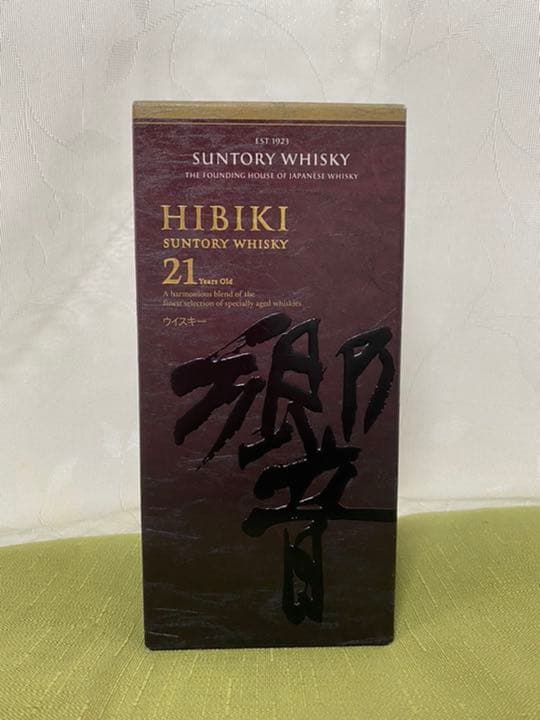 EST. 1923
SUNTORY WHISKY
THE FOUNDING HOUSE OF JAPANESE WHISKY
HIBIKI
SUNTORY WHISKY
21 Years Old
A harmonious blend of the
finest selection of specially aged whiskies
ウイスキー
響